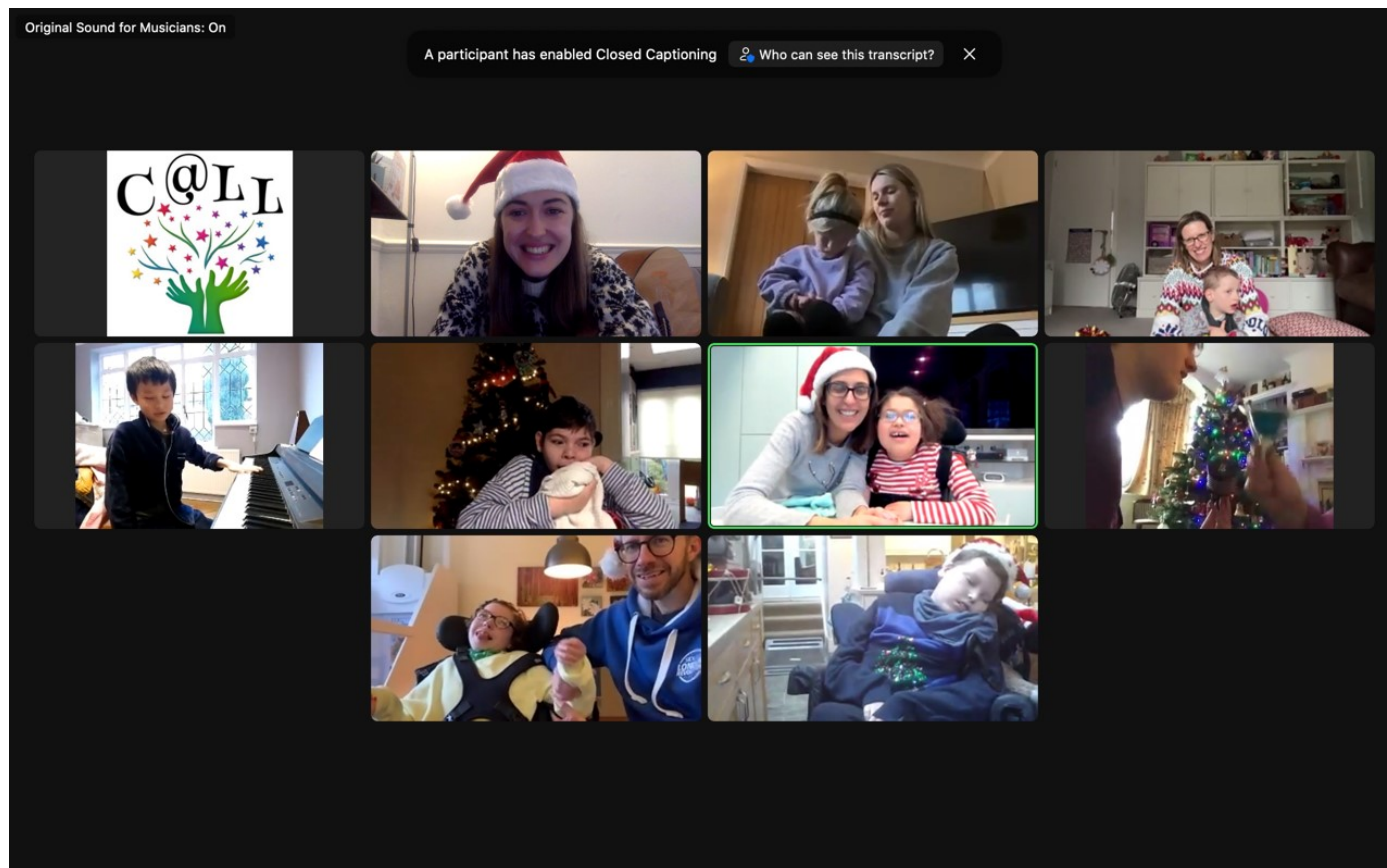 Original Sound for Musicians: On
A participant has enabled Closed Captioning Who can see this transcript?
C@LL